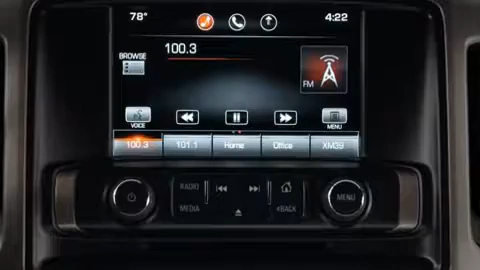 78° 4:22
100.3
BROWSE
FM
VOICE
MENU
100.3 101.1 Home Office XM39
RADIO
MEDIA
BACK
MENU